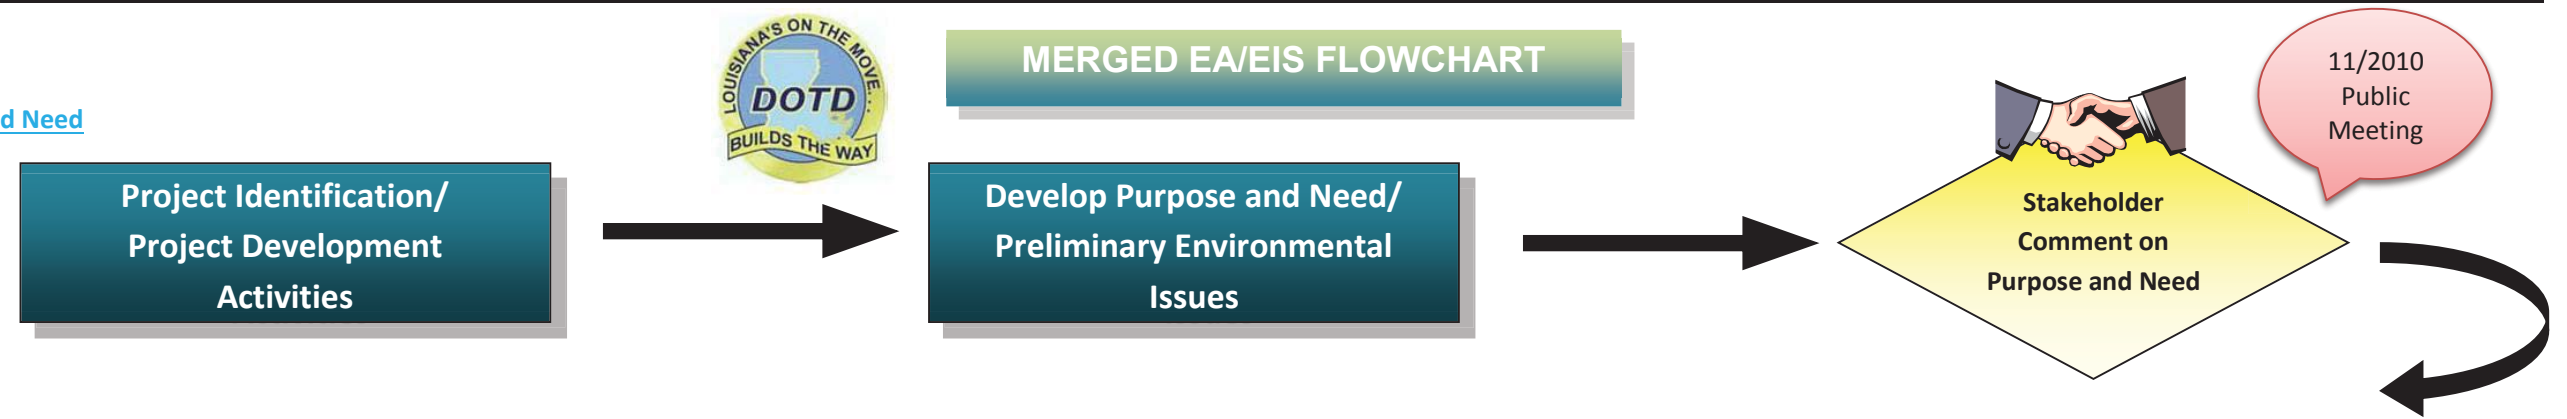 LOUISIANA'S ON THE MOVE....
DOTD
BUILDS THE WAY
MERGED EA/EIS FLOWCHART
11/2010
Public
Meeting
d Need
Project Identification/
Project Development
Activities
Develop Purpose and Need/
Preliminary Environmental
Issues
Stakeholder
Comment on
Purpose and Need